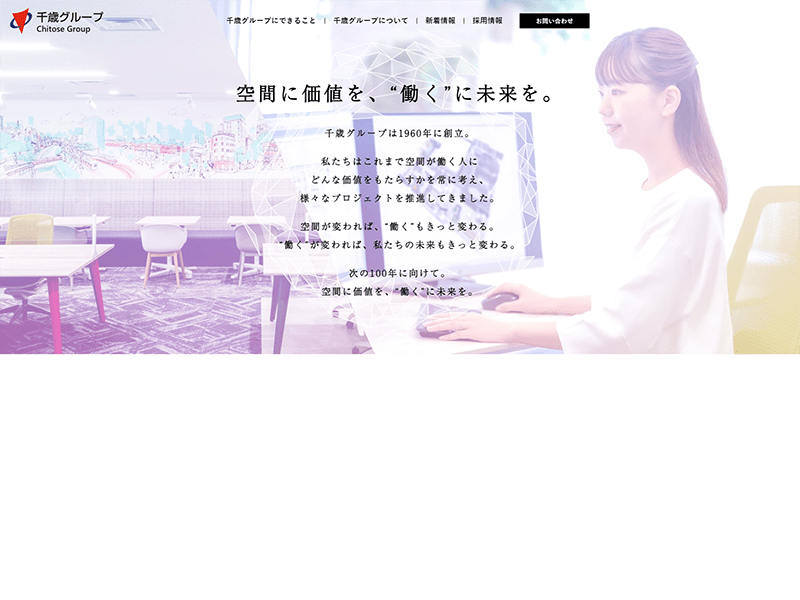 千歳グループ
Chitose Group
千歳グループにできること | 千歳グループについて | 新着情報 | 採用情報
お問い合わせ
空間に価値を、“働く”に未来を。
千歳グループは1960年に創立。
私たちはこれまで空間が働く人に
どんな価値をもたらすかを常に考え、
様々なプロジェクトを推進してきました。
空間が変われば、“働く”もきっと変わる。
“働く”が変われば、私たちの未来もきっと変わる。
次の100年に向けて。
空間に価値を、“働く”に未来を。